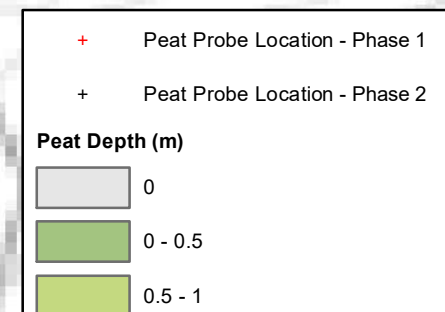 + Peat Probe Location - Phase 1
+ Peat Probe Location - Phase 2
Peat Depth (m)
0
0 - 0.5
0.5 - 1